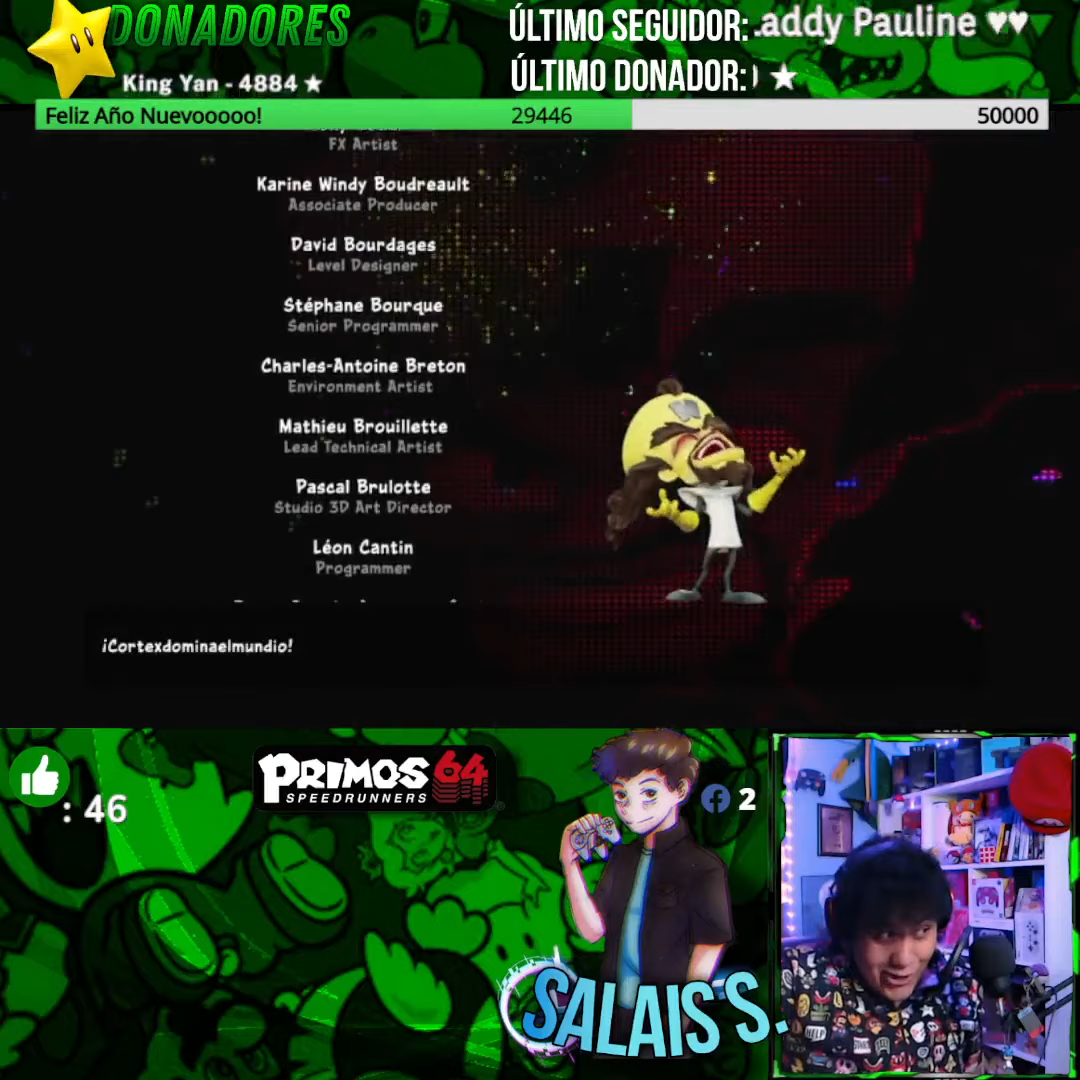 DONADORES
King Yan - 4884 ★
ÚLTIMO SEGUIDOR: .addy Pauline ♥♥
ÚLTIMO DONADOR: ) ★
Feliz Año Nuevooooo! 29446 50000
FX Artist
Karine Windy Boudreault
Associate Producer
David Bourdages
Level Designer
Stéphane Bourque
Senior Programmer
Charles-Antoine Breton
Environment Artist
Mathieu Brouillette
Lead Technical Artist
Pascal Brulotte
Studio 3D Art Director
Léon Cantin
Programmer
¡Cortexdominaelmundio!
: 46
PRIMOS 64
SPEEDRUNNERS
2
SALAIS S.
HELP